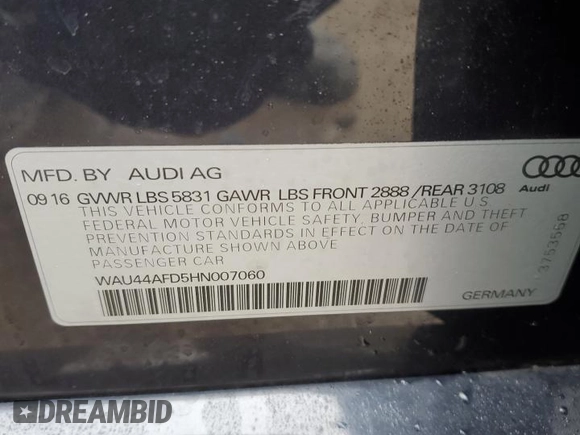 MFD. BY AUDI AG
09 16 GVWR LBS 5831 GAWR LBS FRONT 2888 /REAR 3108
THIS VEHICLE CONFORMS TO ALL APPLICABLE U.S.
FEDERAL MOTOR VEHICLE SAFETY, BUMPER AND THEFT
PREVENTION STANDARDS IN EFFECT ON THE DATE OF
MANUFACTURE SHOWN ABOVE
PASSENGER CAR
WAU44AFD5HN007060
Audi
3753568
GERMANY
DREAMBID